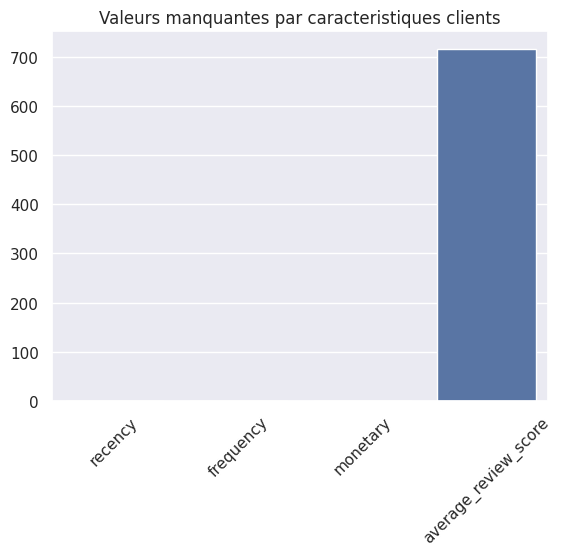 Valeurs manquantes par caracteristiques clients
700
600
500
400
300
200
100
0
recency
frequency
monetary
average_review_score